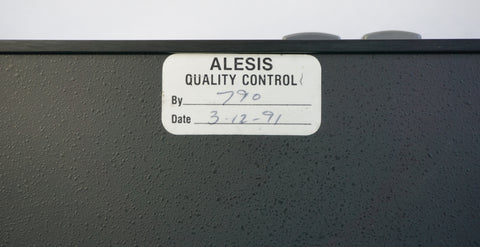 ALESIS
QUALITY CONTROL
By 790
Date 3-12-91